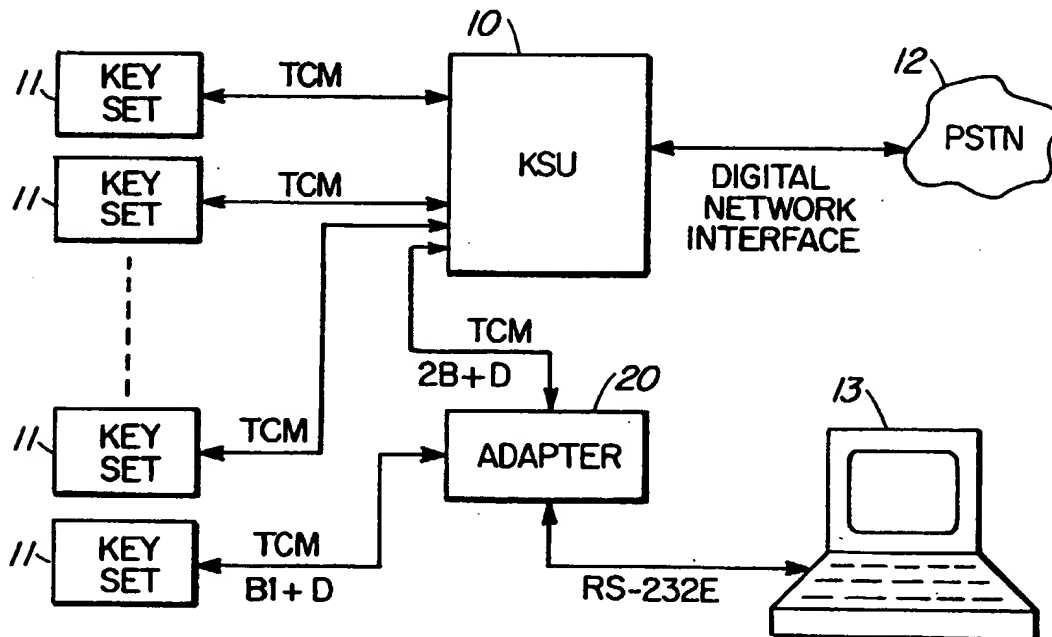 10
12
11
KEY
SET
TCM
KSU
PSTN
11
KEY
SET
TCM
DIGITAL
NETWORK
INTERFACE
TCM
2B+D
20
13
11
KEY
SET
TCM
ADAPTER
11
KEY
SET
TCM
B1+D
RS-232E